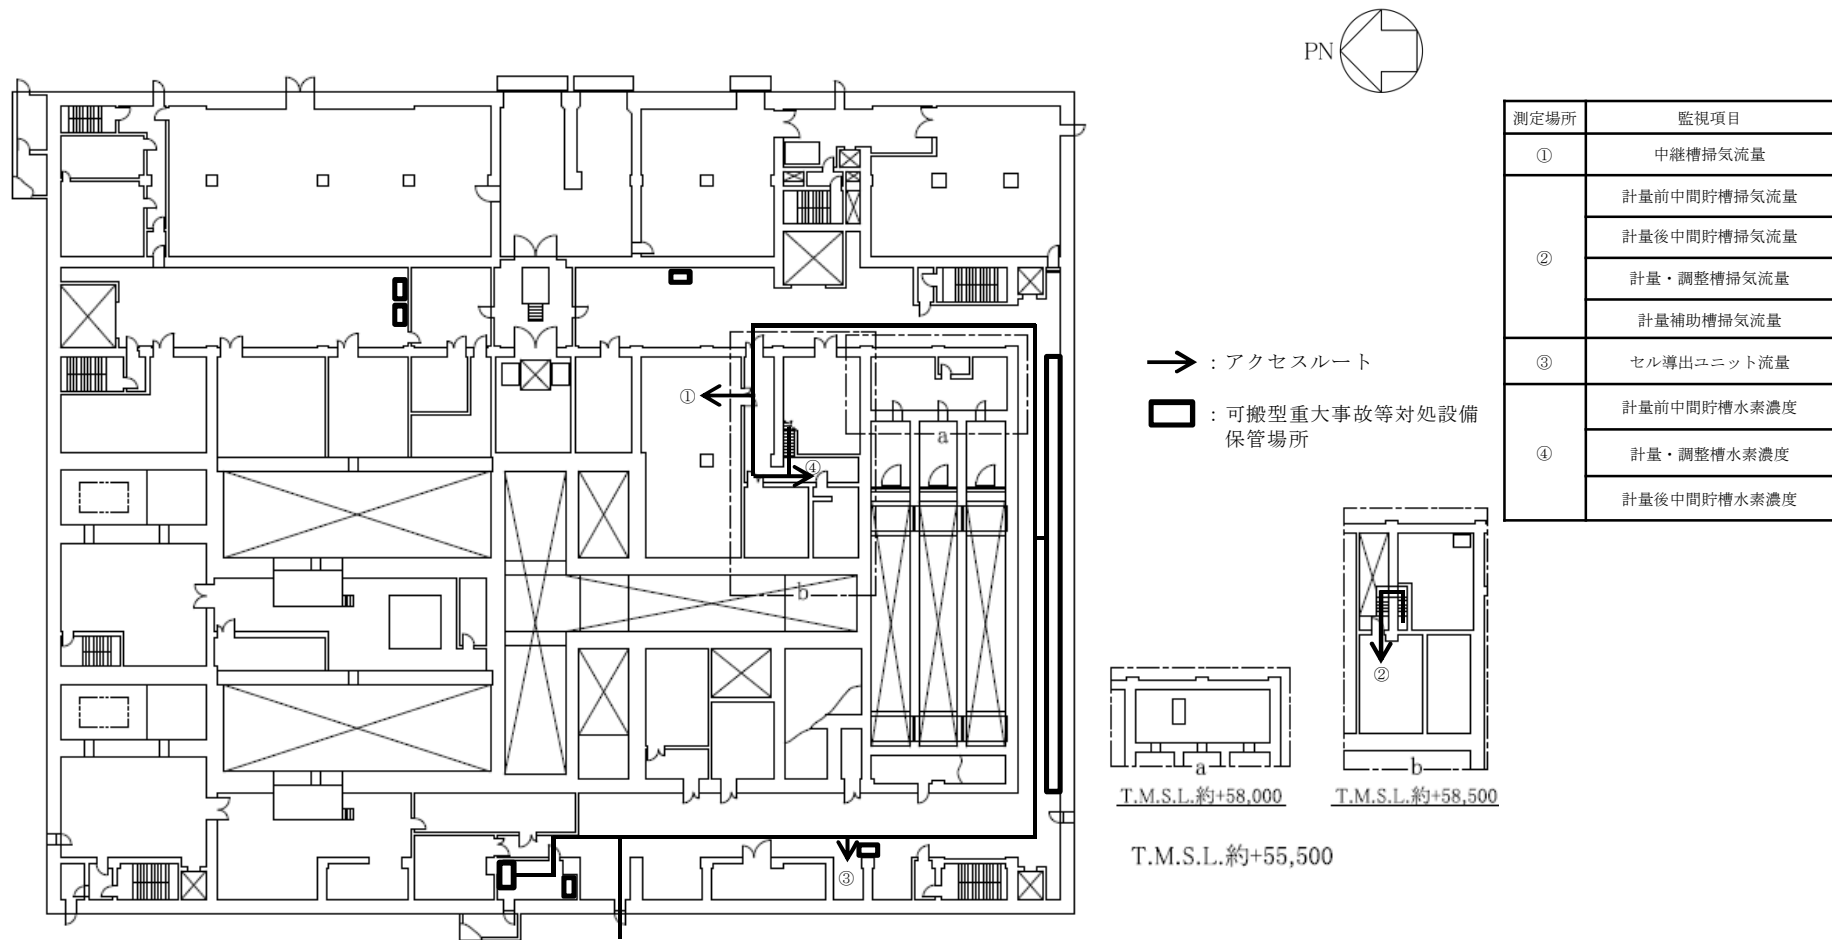 PN
測定場所 監視項目
① 中継槽掃気流量
② 計量前中間貯槽掃気流量
計量後中間貯槽掃気流量
計量・調整槽掃気流量
計量補助槽掃気流量
③ セル導出ユニット流量
④ 計量前中間貯槽水素濃度
計量・調整槽水素濃度
計量後中間貯槽水素濃度
：アクセスルート
：可搬型重大事故等対処設備
保管場所
①
④
a
b
③
②
a
T.M.S.L.約+58,000
b
T.M.S.L.約+58,500
T.M.S.L.約+55,500